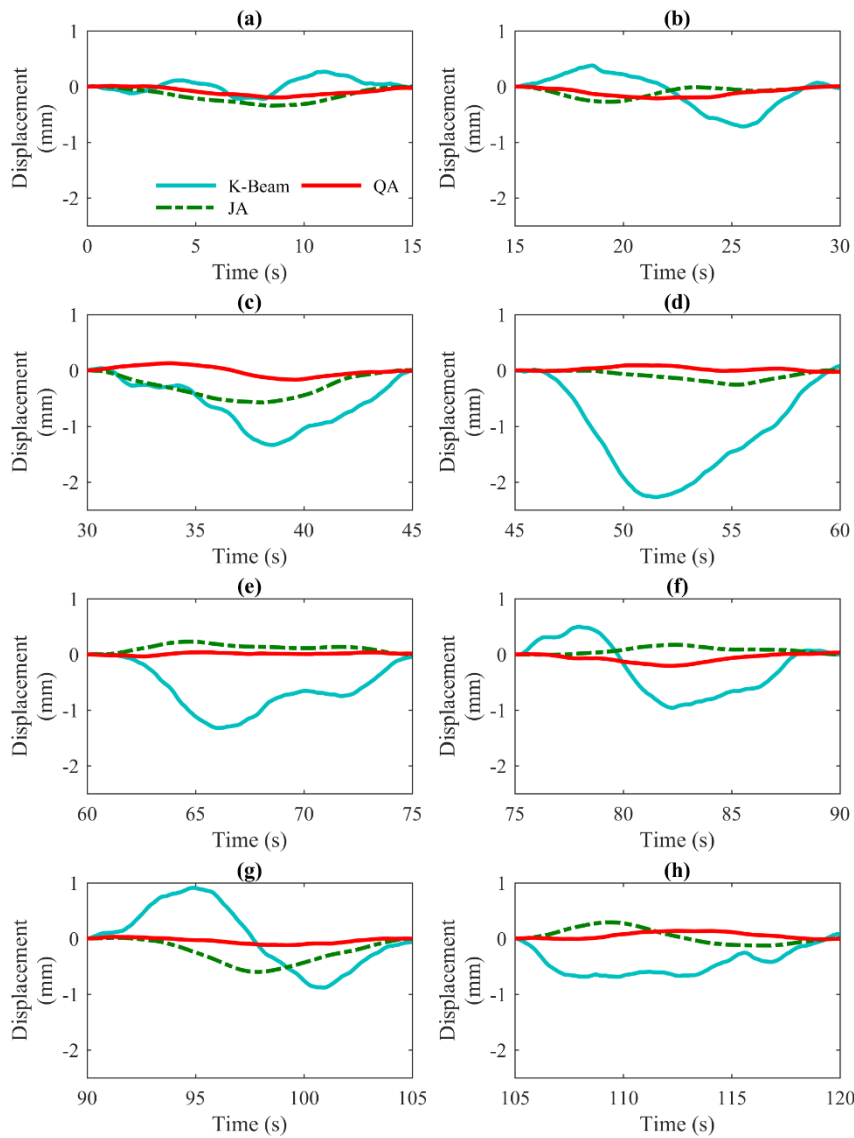 (a)
Displacement
(mm)
1
0
-1
-2
K-Beam
QA
JA
0
5
10
15
Time (s)
(b)
Displacement
(mm)
1
0
-1
-2
15
20
25
30
Time (s)
(c)
Displacement
(mm)
1
0
-1
-2
30
35
40
45
Time (s)
(d)
Displacement
(mm)
1
0
-1
-2
45
50
55
60
Time (s)
(e)
Displacement
(mm)
1
0
-1
-2
60
65
70
75
Time (s)
(f)
Displacement
(mm)
1
0
-1
-2
75
80
85
90
Time (s)
(g)
Displacement
(mm)
1
0
-1
-2
90
95
100
105
Time (s)
(h)
Displacement
(mm)
1
0
-1
-2
105
110
115
120
Time (s)